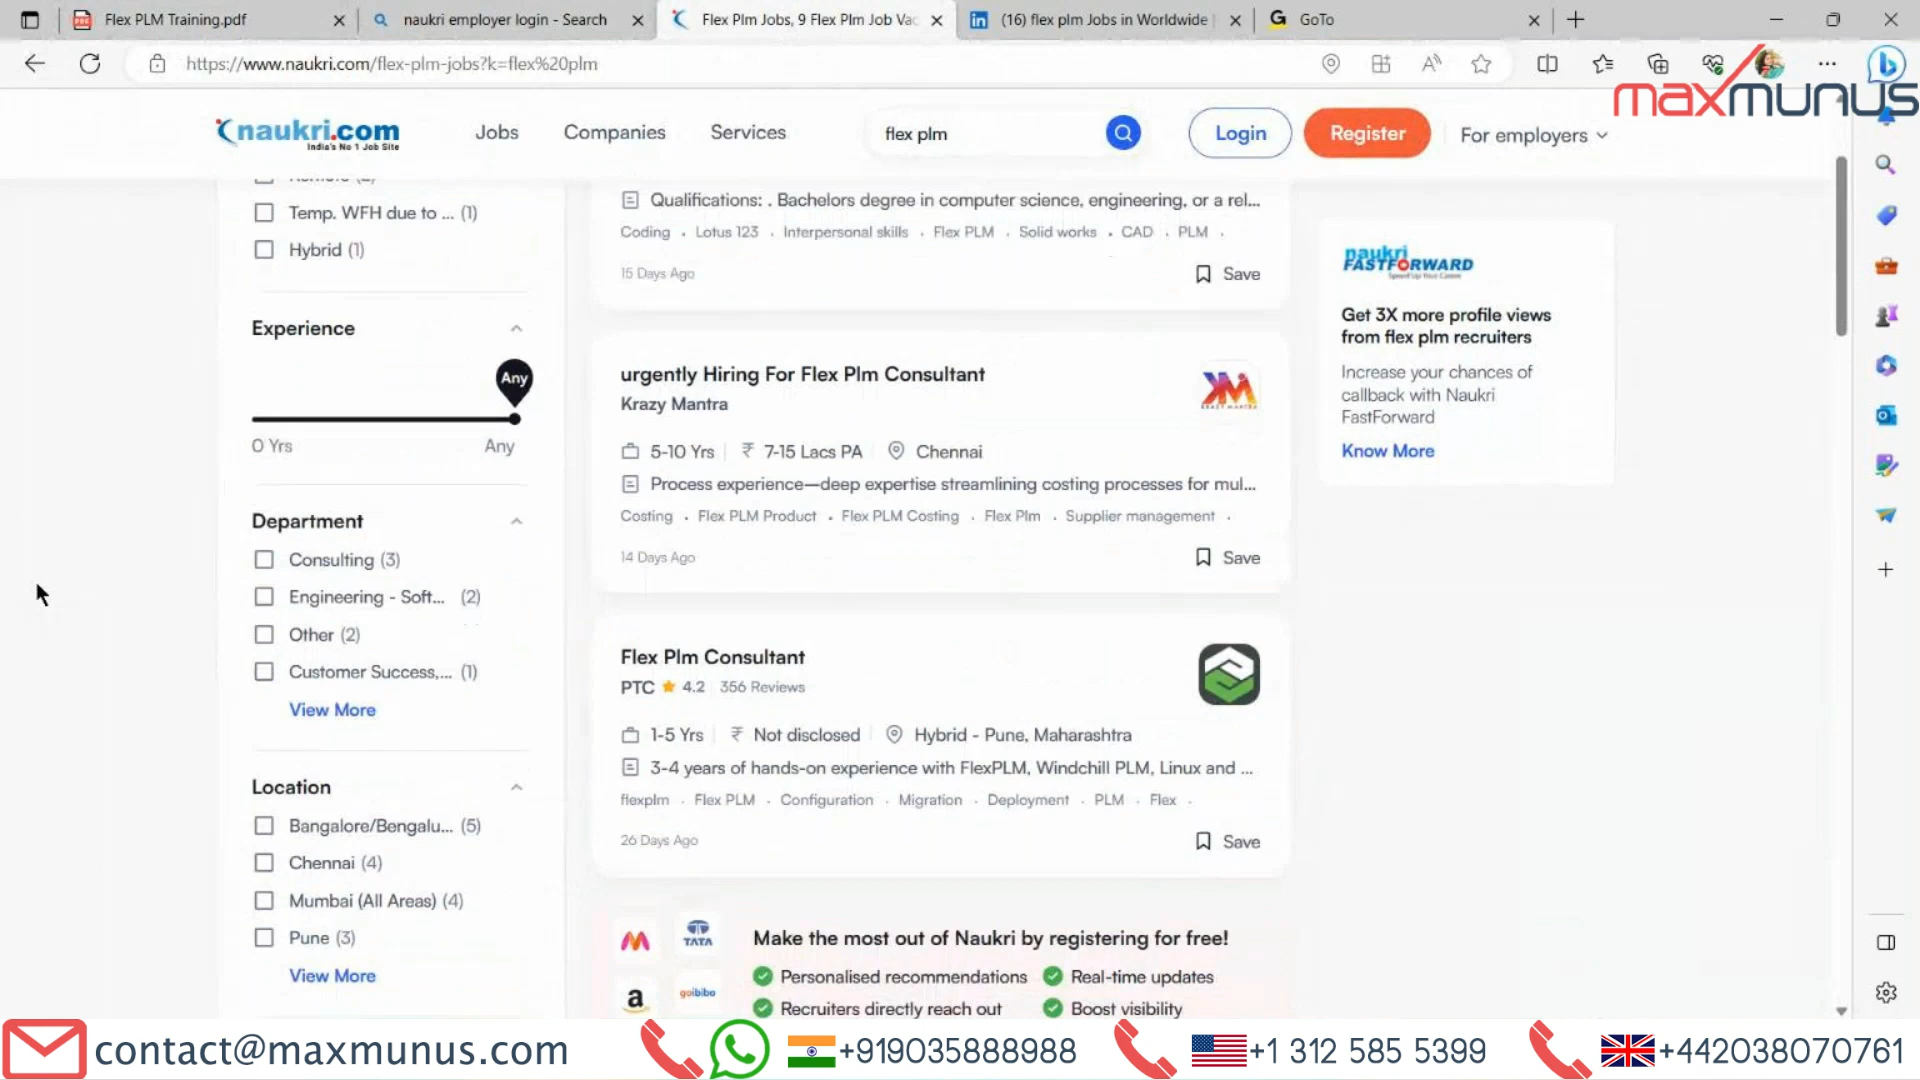 Flex PLM Training.pdf
naukri employer login - Search
Flex Plm Jobs, 9 Flex Plm Job Vac
(16) flex plm Jobs in Worldwide |
GoTo
https://www.naukri.com/flex-plm-jobs?k=flex%20plm
maxmunus
naukri.com
India's No 1 Job Site
Jobs
Companies
Services
flex plm
Login
Register
For employers
Remote (2)
Temp. WFH due to ... (1)
Hybrid (1)
Experience
Any
0 Yrs
Any
Department
Consulting (3)
Engineering - Soft... (2)
Other (2)
Customer Success,... (1)
View More
Location
Bangalore/Bengalu... (5)
Chennai (4)
Mumbai (All Areas) (4)
Pune (3)
View More
Qualifications: . Bachelors degree in computer science, engineering, or a rel...
Coding · Lotus 123 · Interpersonal skills · Flex PLM · Solid works · CAD · PLM ·
15 Days Ago
Save
urgently Hiring For Flex Plm Consultant
Krazy Mantra
KRAZY MANTRA
5-10 Yrs
₹ 7-15 Lacs PA
Chennai
Process experience—deep expertise streamlining costing processes for mul...
Costing · Flex PLM Product · Flex PLM Costing · Flex Plm · Supplier management ·
14 Days Ago
Save
Flex Plm Consultant
PTC 4.2 356 Reviews
1-5 Yrs
₹ Not disclosed
Hybrid - Pune, Maharashtra
3-4 years of hands-on experience with FlexPLM, Windchill PLM, Linux and ...
flexplm · Flex PLM · Configuration · Migration · Deployment · PLM · Flex ·
26 Days Ago
Save
TATA
goibibo
Make the most out of Naukri by registering for free!
Personalised recommendations
Real-time updates
Recruiters directly reach out
Boost visibility
naukri
FASTFORWARD
Get 3X more profile views
from flex plm recruiters
Increase your chances of
callback with Naukri
FastForward
Know More
contact@maxmunus.com
+919035888988
+1 312 585 5399
+442038070761